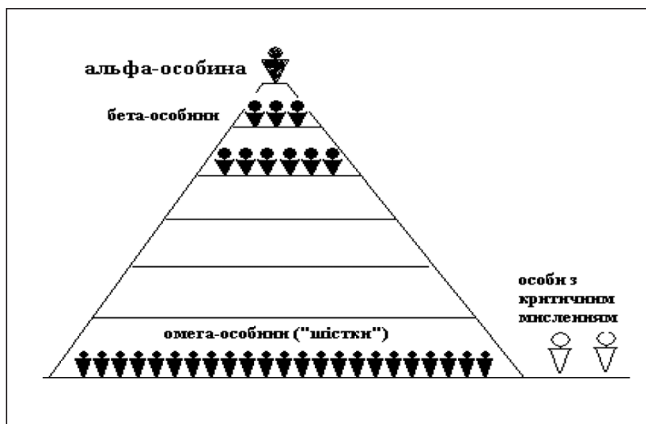 альфа-особина
бета-особини
особи з
критичним
мисленням
омега-особини ("шістки")